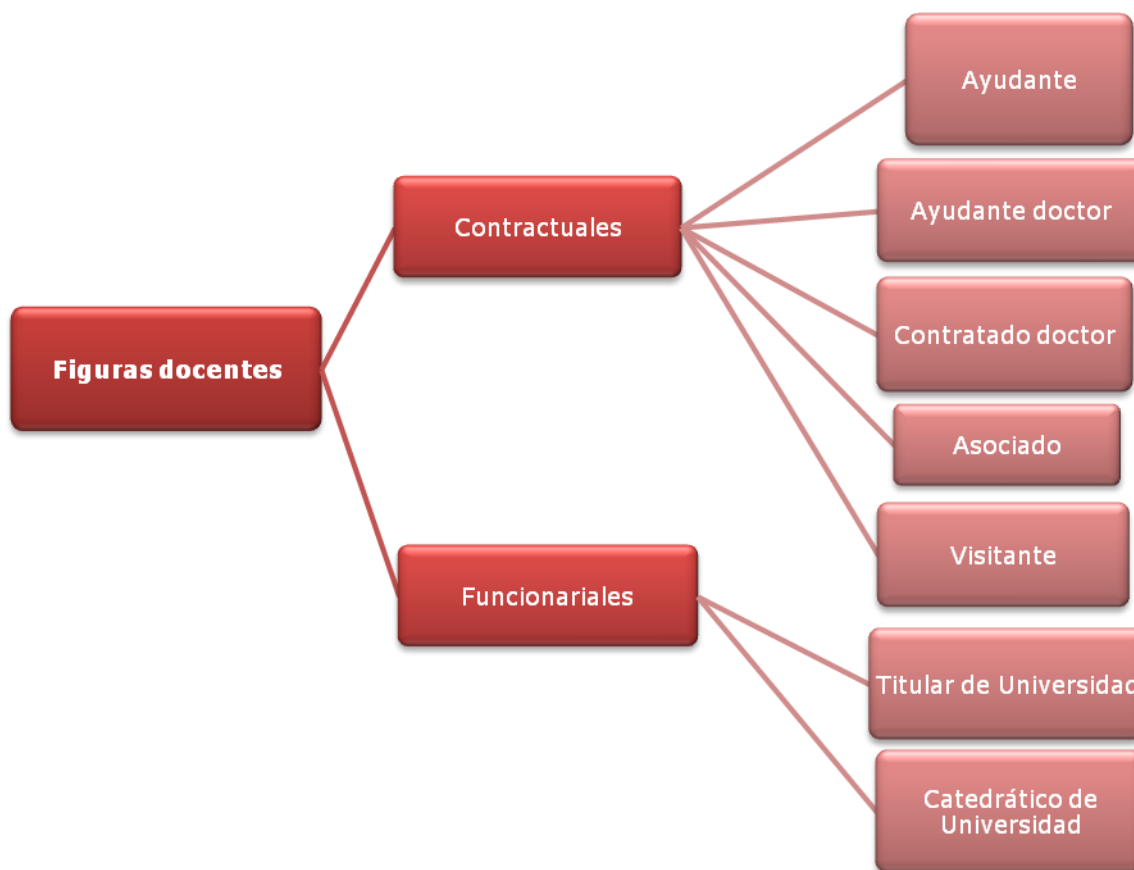 Figuras docentes
Contractuales
Ayudante
Ayudante doctor
Contratado doctor
Asociado
Visitante
Funcionariales
Titular de Universidad
Catedrático de
Universidad